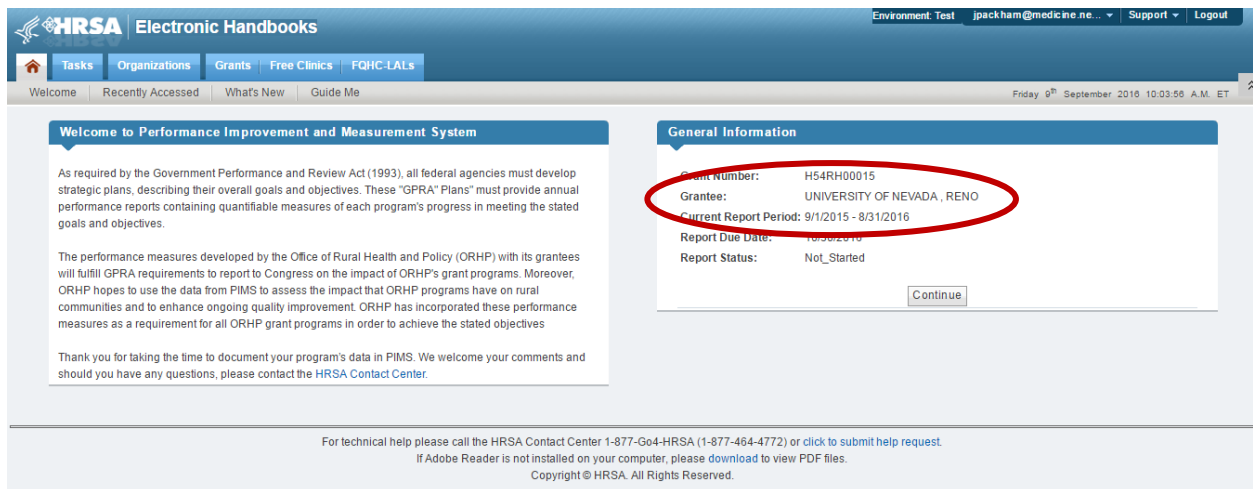 HRSA Electronic Handbooks
Environment: Test jpackham@medicine.ne... Support Logout
Tasks Organizations Grants Free Clinics FQHC-LALs
Welcome Recently Accessed What's New Guide Me
Friday 9th September 2016 10:03:56 A.M. ET
Welcome to Performance Improvement and Measurement System
As required by the Government Performance and Review Act (1993), all federal agencies must develop
strategic plans, describing their overall goals and objectives. These "GPRA" Plans" must provide annual
performance reports containing quantifiable measures of each program's progress in meeting the stated
goals and objectives.
The performance measures developed by the Office of Rural Health and Policy (ORHP) with its grantees
will fulfill GPRA requirements to report to Congress on the impact of ORHP's grant programs. Moreover,
ORHP hopes to use the data from PIMS to assess the impact that ORHP programs have on rural
communities and to enhance ongoing quality improvement. ORHP has incorporated these performance
measures as a requirement for all ORHP grant programs in order to achieve the stated objectives
Thank you for taking the time to document your program's data in PIMS. We welcome your comments and
should you have any questions, please contact the HRSA Contact Center.
General Information
Grant Number: H54RH00015
Grantee: UNIVERSITY OF NEVADA , RENO
Current Report Period: 9/1/2015 - 8/31/2016
Report Due Date:
Report Status: Not_Started
Continue
For technical help please call the HRSA Contact Center 1-877-Go4-HRSA (1-877-464-4772) or click to submit help request.
If Adobe Reader is not installed on your computer, please download to view PDF files.
Copyright © HRSA. All Rights Reserved.